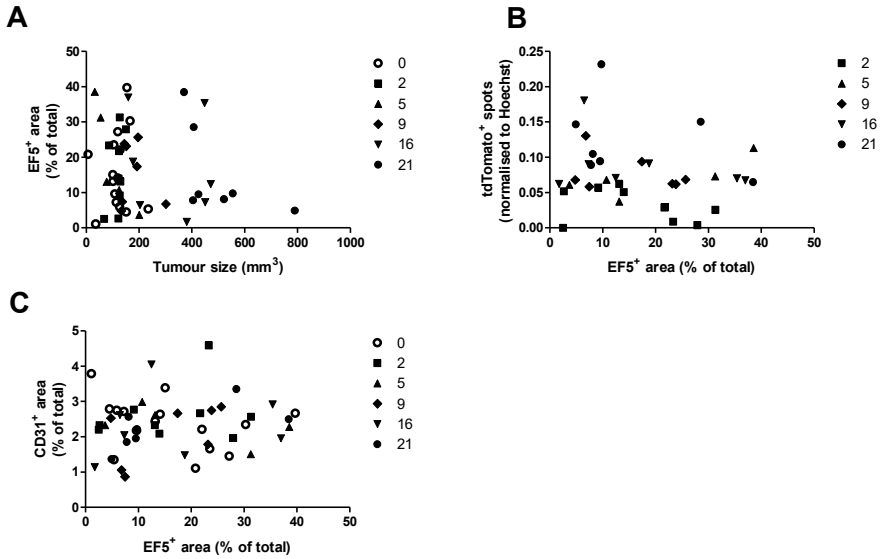 A
EF5+ area
(% of total)
50
40
30
20
10
0
0 200 400 600 800 1000
Tumour size (mm3)
0
2
5
9
16
21
B
tdTomato+ spots
(normalised to Hoechst)
0.25
0.20
0.15
0.10
0.05
0.00
0 10 20 30 40 50
EF5+ area (% of total)
2
5
9
16
21
C
CD31+ area
(% of total)
5
4
3
2
1
0
0 10 20 30 40 50
EF5+ area (% of total)
0
2
5
9
16
21